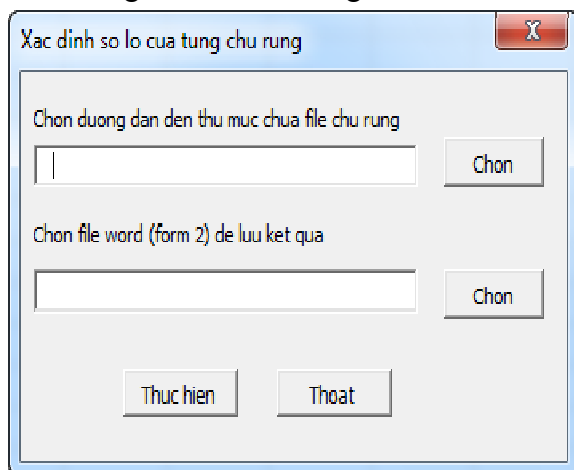 Xac dinh so lo cua tung chu rung
X
Chon duong dan den thu muc chua file chu rung
Chon
Chon file word (form 2) de luu ket qua
Chon
Thuc hien
Thoat